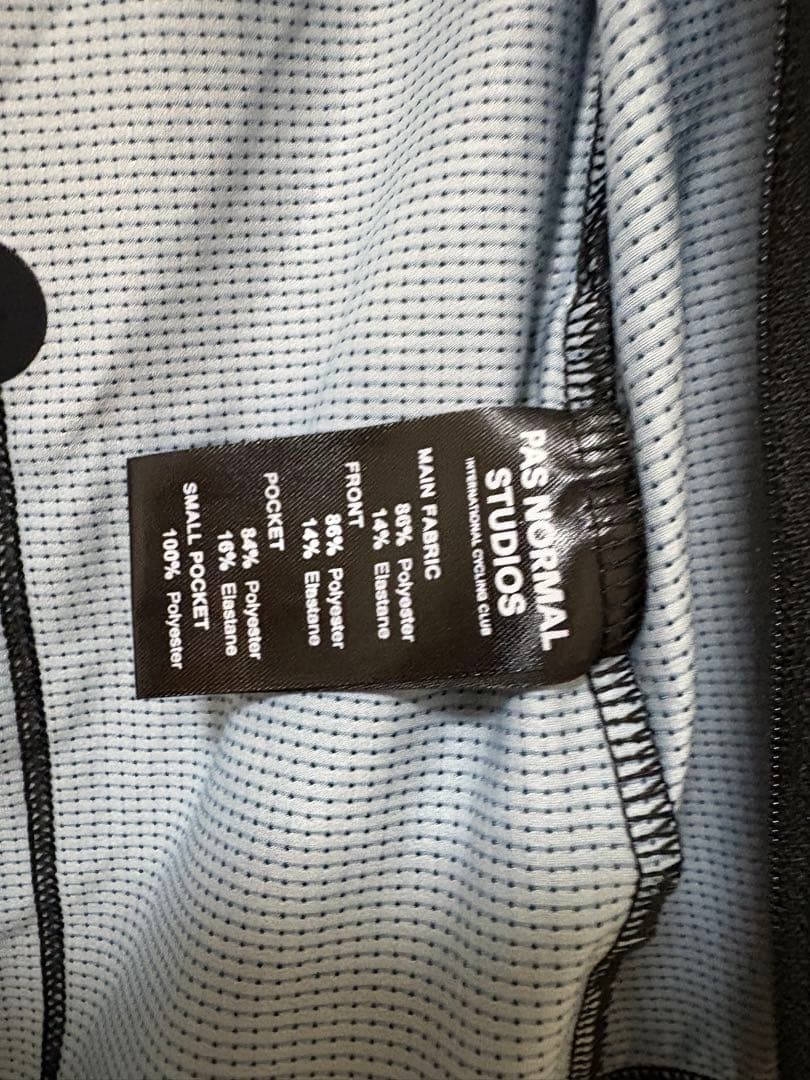 PAS NORMAL
STUDIOS
INTERNATIONAL CYCLING CLUB
MAIN FABRIC
86% Polyester
14% Elastane
FRONT
86% Polyester
14% Elastane
POCKET
84% Polyester
16% Elastane
SMALL POCKET
100% Polyester